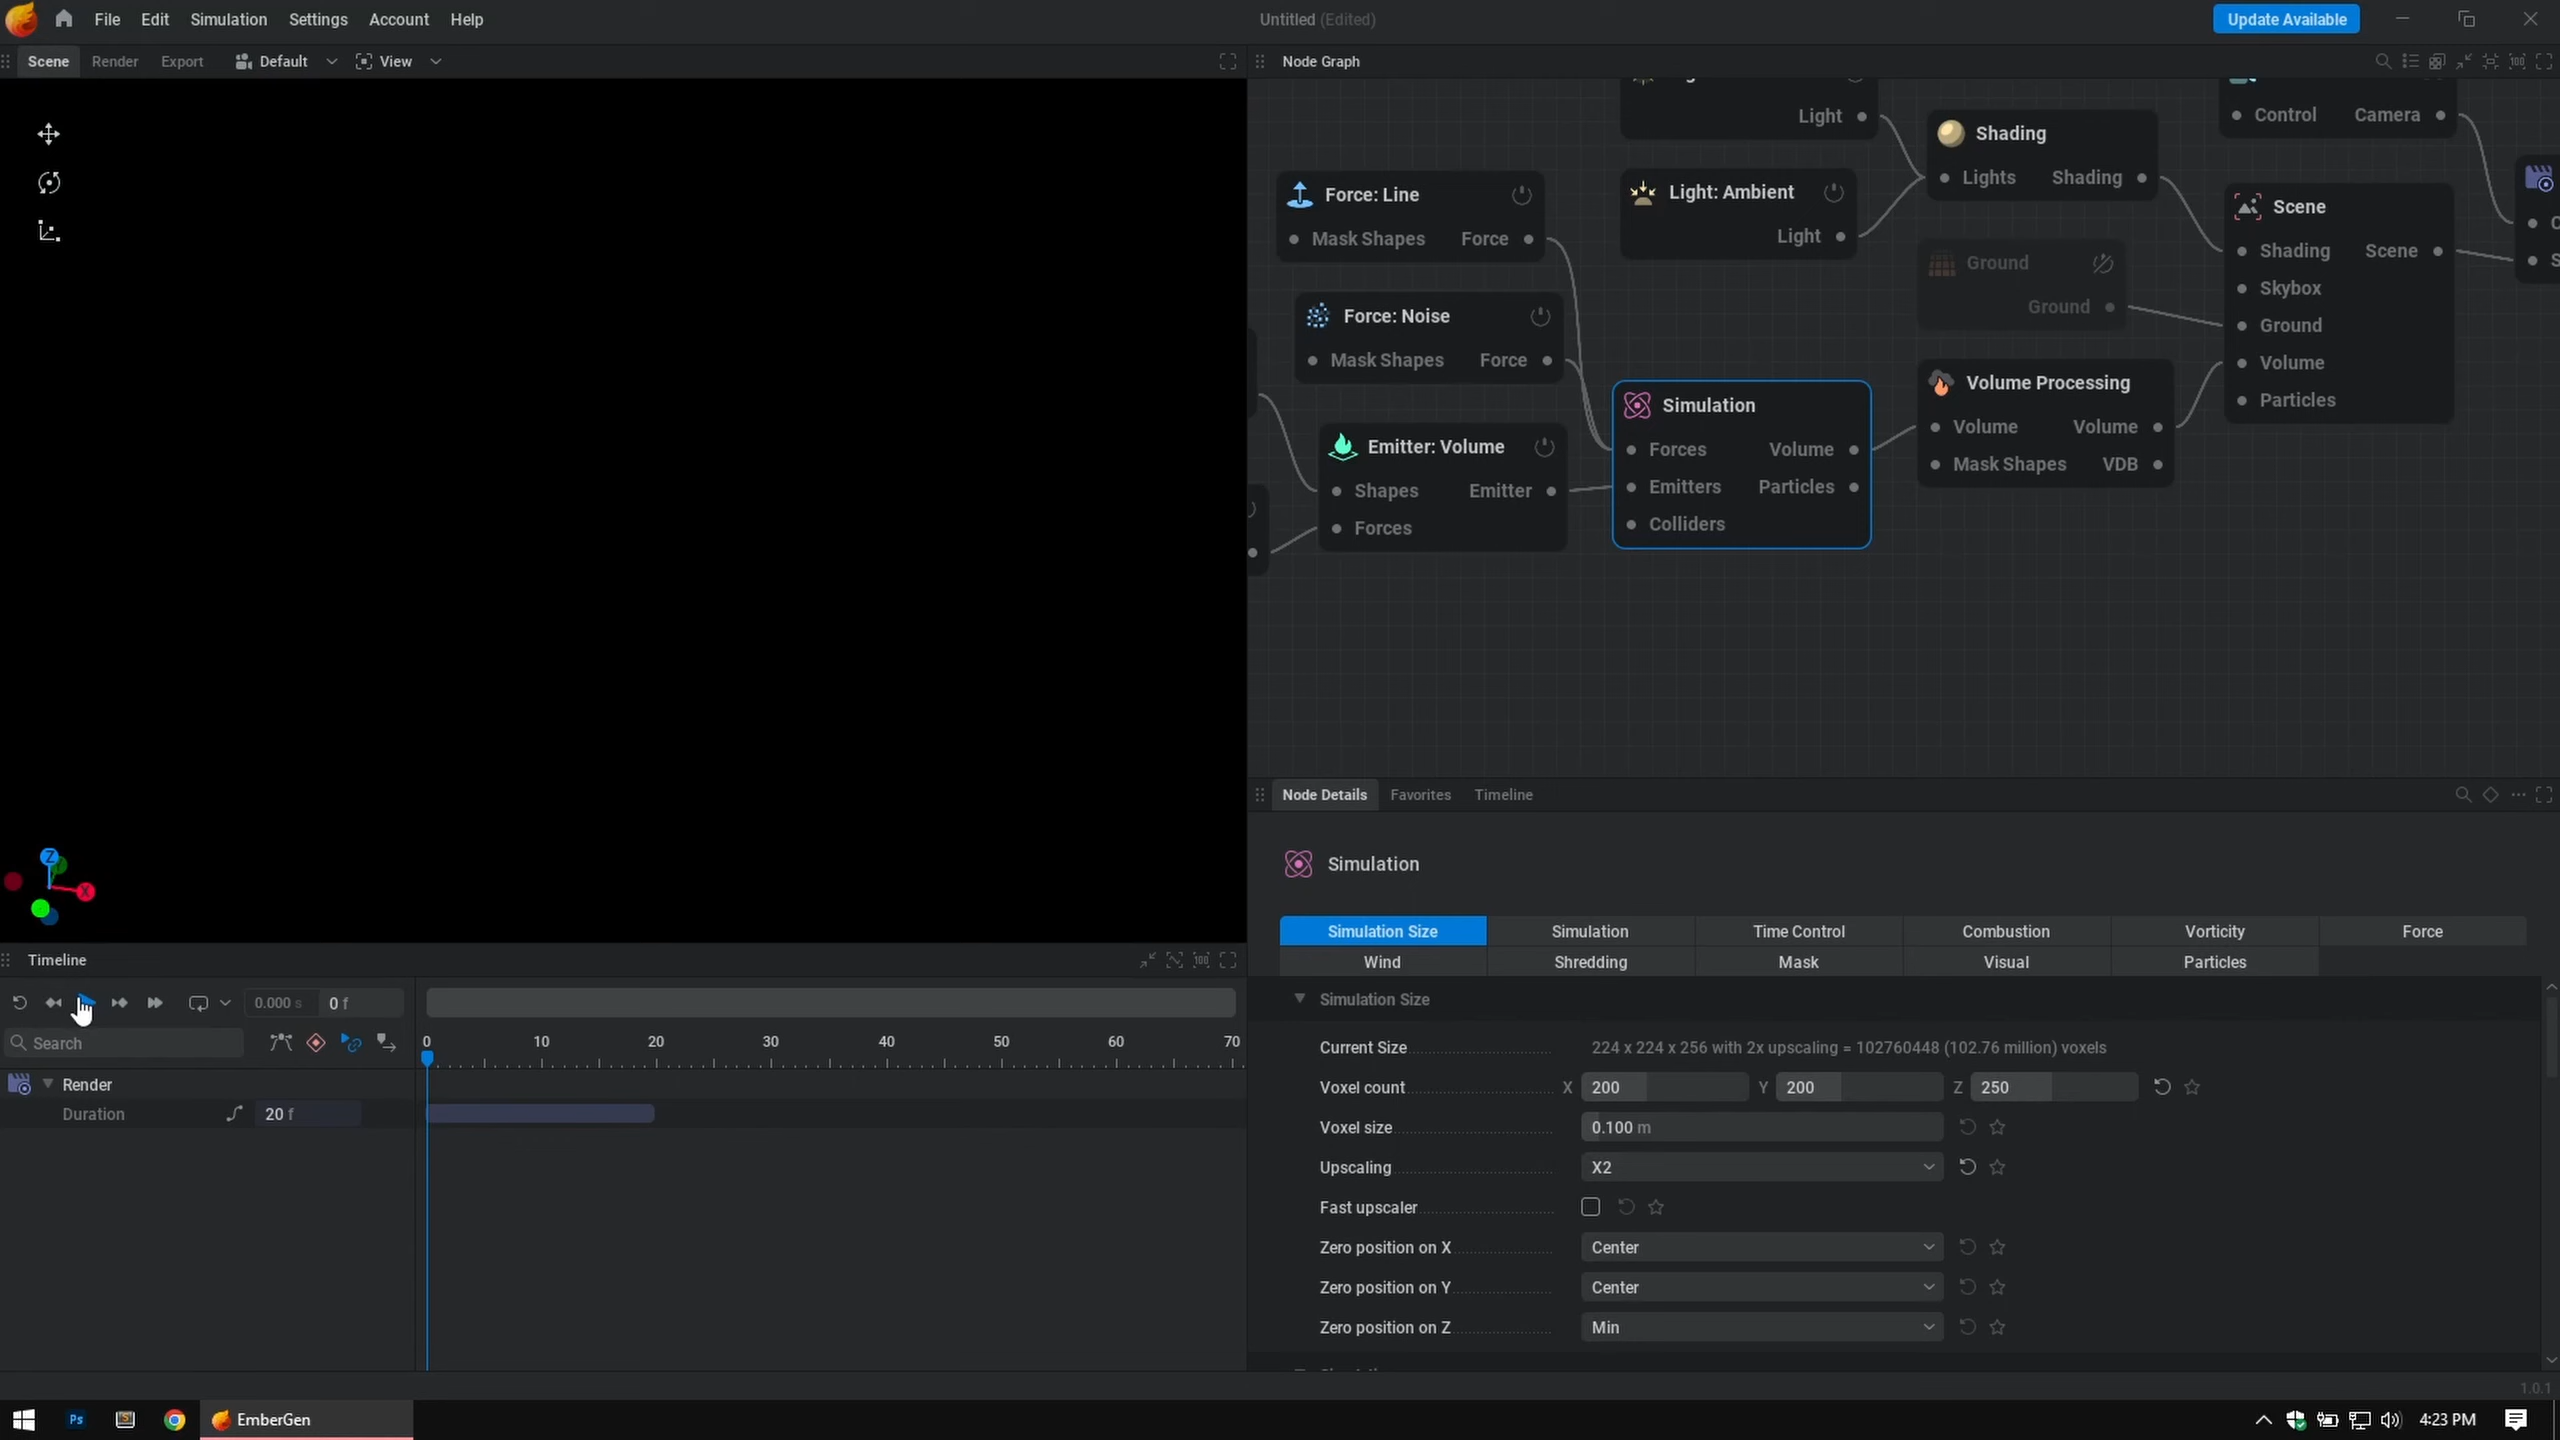 File Edit Simulation Settings Account Help
Untitled (Edited)
Update Available
Scene Render Export Default View
Node Graph
Light
Light: Ambient
Light
Shading
Lights Shading
Control Camera
Force: Line
Mask Shapes Force
Force: Noise
Mask Shapes Force
Ground
Ground
Scene
Shading Scene
Skybox
Ground
Volume
Particles
Emitter: Volume
Shapes Emitter
Forces
Simulation
Forces Volume
Emitters Particles
Colliders
Volume Processing
Volume Volume
Mask Shapes VDB
Z
X
Timeline
0.000 s 0 f
Search
0 10 20 30 40 50 60 70
Render
Duration 20 f
Node Details Favorites Timeline
Simulation
Simulation Size Simulation Time Control Combustion Vorticity Force
Wind Shredding Mask Visual Particles
Simulation Size
Current Size 224 x 224 x 256 with 2x upscaling = 102760448 (102.76 million) voxels
Voxel count X 200 Y 200 Z 250
Voxel size 0.100 m
Upscaling X2
Fast upscaler
Zero position on X Center
Zero position on Y Center
Zero position on Z Min
1.0.1
Ps
EmberGen
4:23 PM